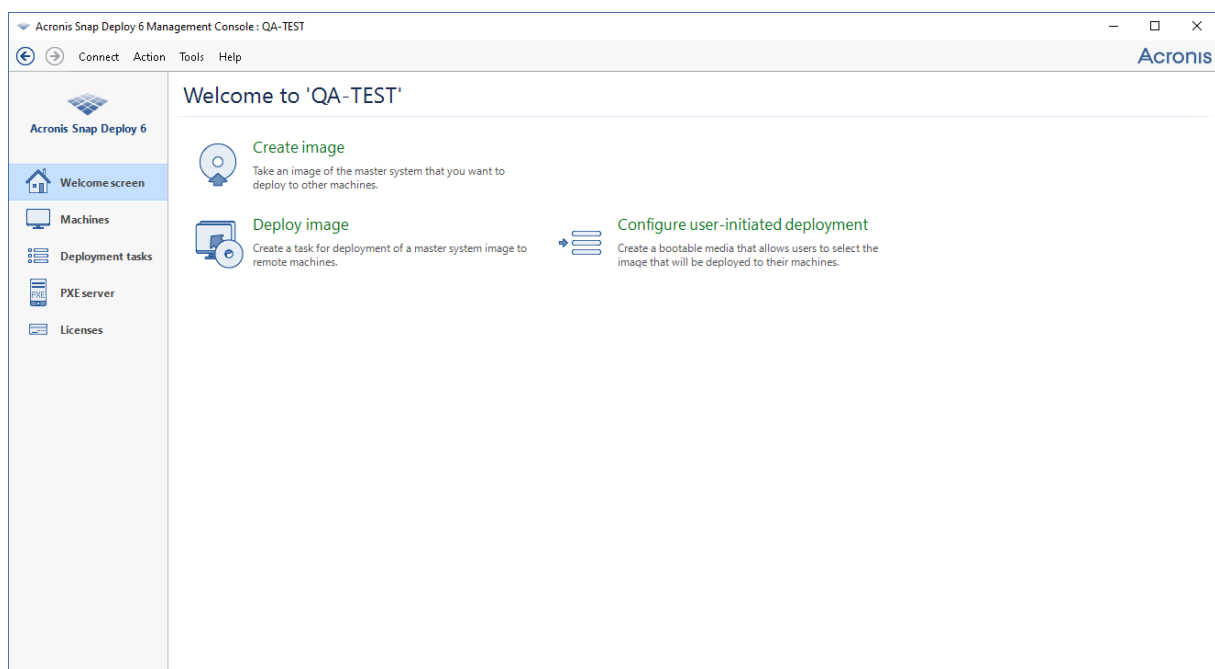 Acronis Snap Deploy 6 Management Console : QA-TEST
Connect Action Tools Help
Acronis
Acronis Snap Deploy 6
Welcome screen
Machines
Deployment tasks
PXE
PXE server
Licenses
Welcome to 'QA-TEST'
Create image
Take an image of the master system that you want to
deploy to other machines.
Deploy image
Create a task for deployment of a master system image to
remote machines.
Configure user-initiated deployment
Create a bootable media that allows users to select the
image that will be deployed to their machines.